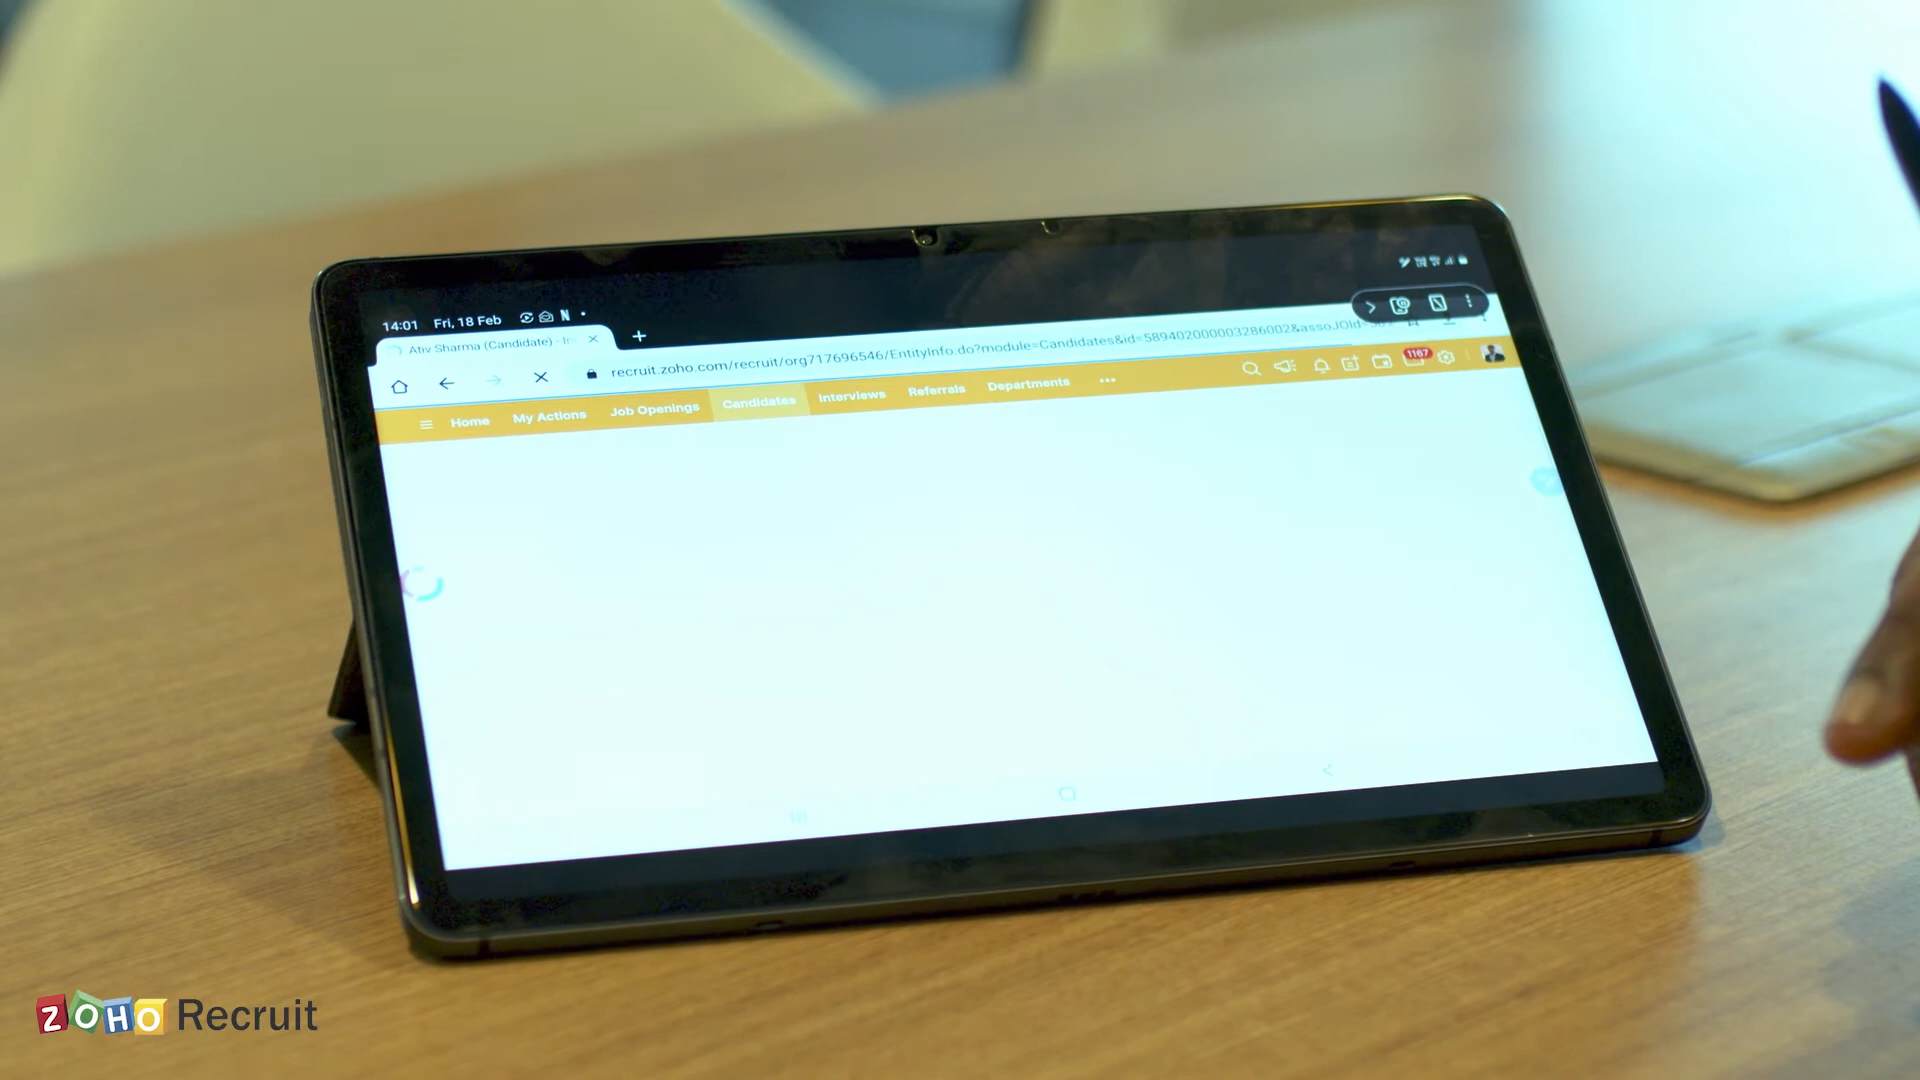 14:01 Fri, 18 Feb
Ativ Sharma (Candidate) -
recruit.zoho.com/recruit/org717696546/EntityInfo.do?module=Candidates&id=589402000003286002&assoJOId=
Home My Actions Job Openings Candidates Interviews Referrals Departments
1167
ZOHO Recruit